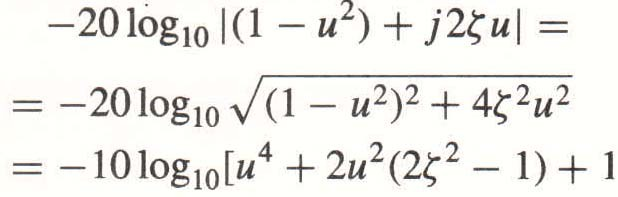 −20 log₁₀ |(1 − u²) + j2ζu| =
= −20 log₁₀ √(1 − u²)² + 4ζ²u²
= −10 log₁₀[u⁴ + 2u²(2ζ² − 1) + 1